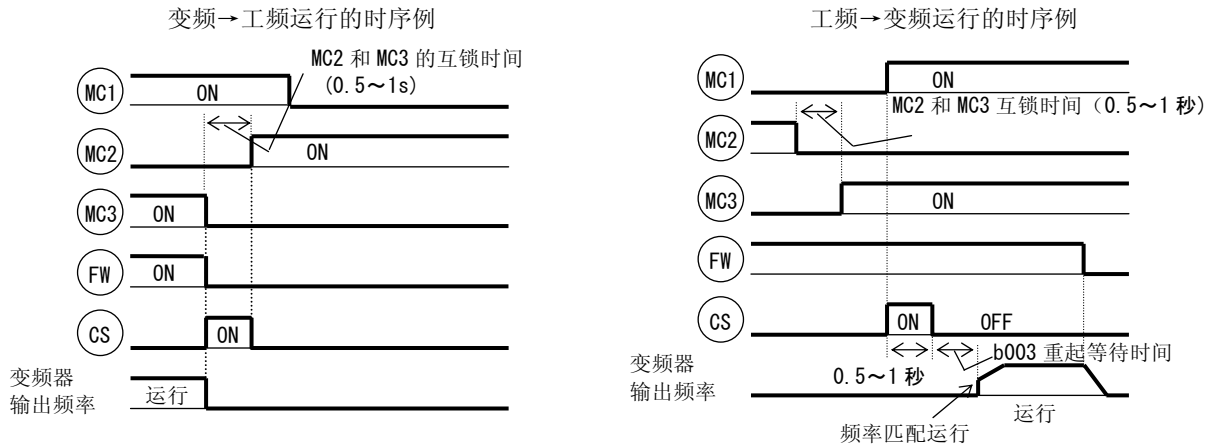 变频→工频运行的时序例
MC2 和 MC3 的互锁时间
(0.5～1s)
MC1
ON
MC2
ON
MC3
ON
FW
ON
CS
ON
变频器
输出频率
运行
工频→变频运行的时序例
MC1
ON
MC2 和 MC3 互锁时间（0.5～1 秒）
MC2
MC3
ON
FW
CS
ON
OFF
b003 重起等待时间
变频器
输出频率
0.5～1 秒
运行
频率匹配运行